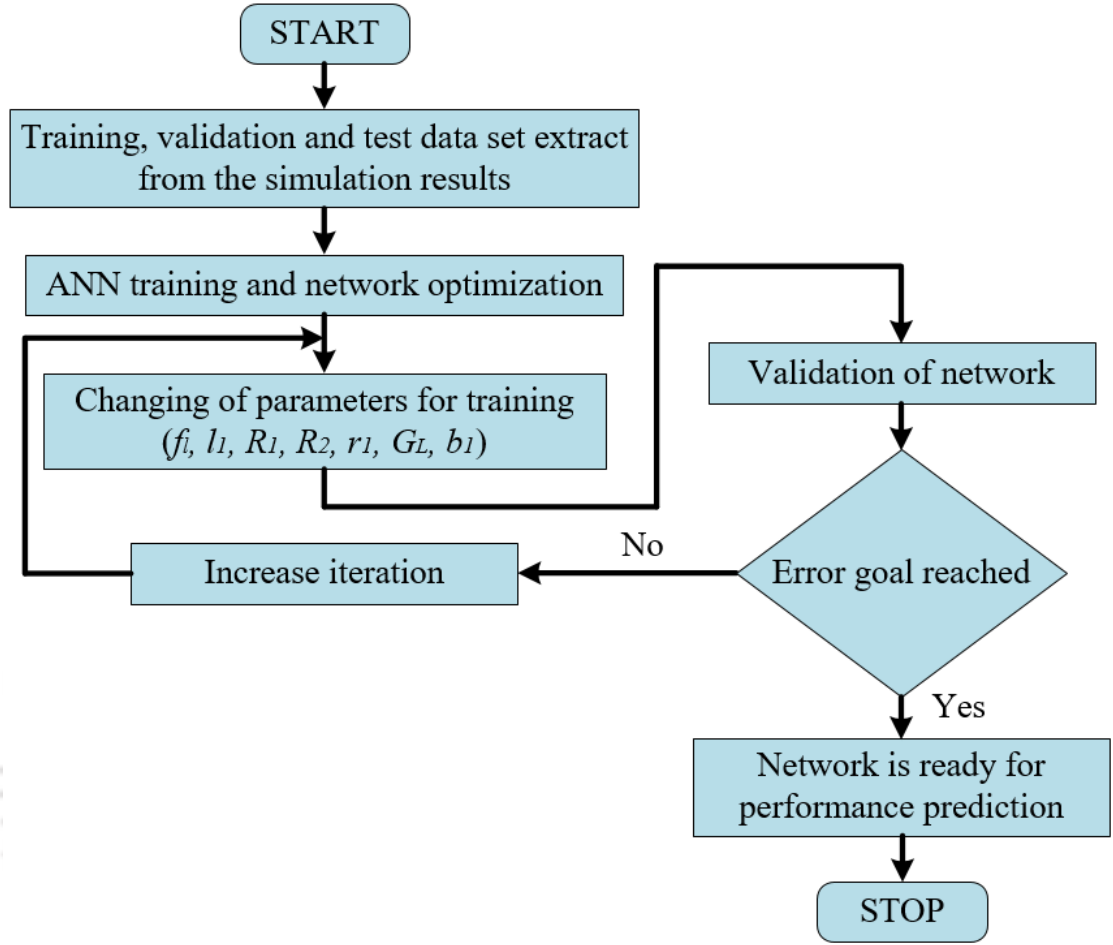 START
Training, validation and test data set extract
from the simulation results
ANN training and network optimization
Changing of parameters for training
(fi, l1, R1, R2, r1, GL, b1)
Validation of network
Error goal reached
No
Increase iteration
Yes
Network is ready for
performance prediction
STOP